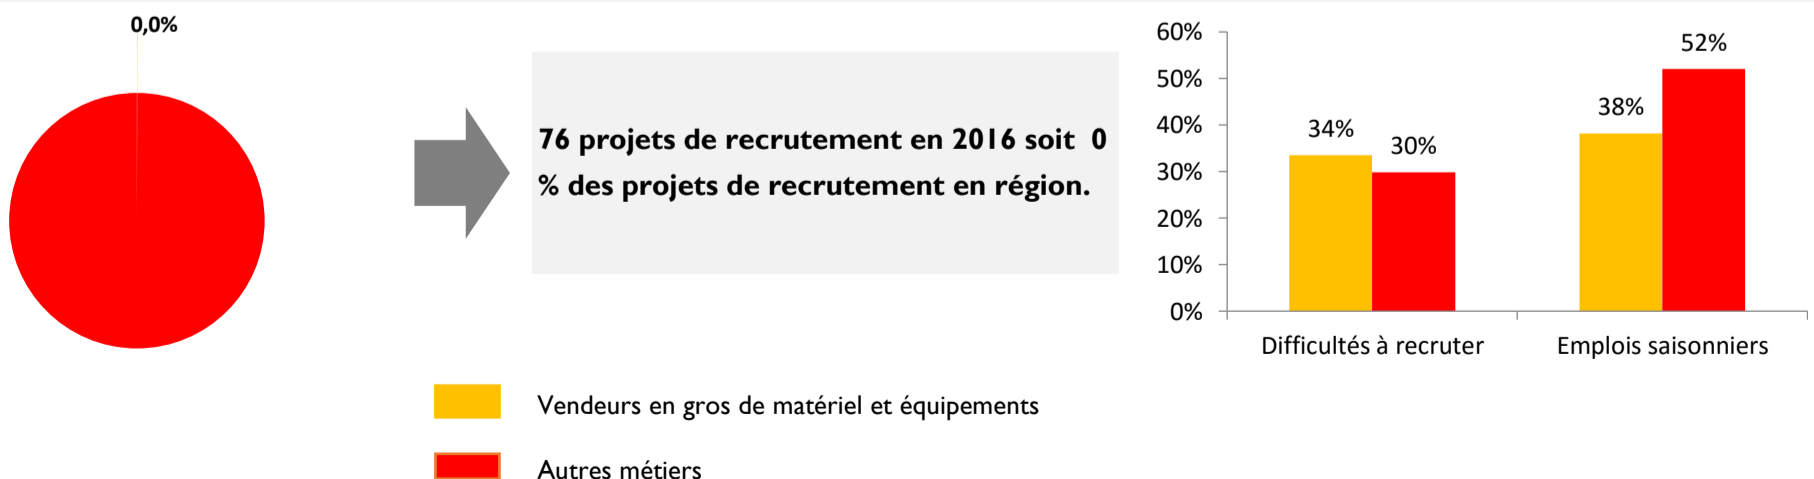 0,0%
76 projets de recrutement en 2016 soit  0
% des projets de recrutement en région.
60%
50%
40%
30%
20%
10%
0%
34%
30%
38%
52%
Difficultés à recruter
Emplois saisonniers
Vendeurs en gros de matériel et équipements
Autres métiers